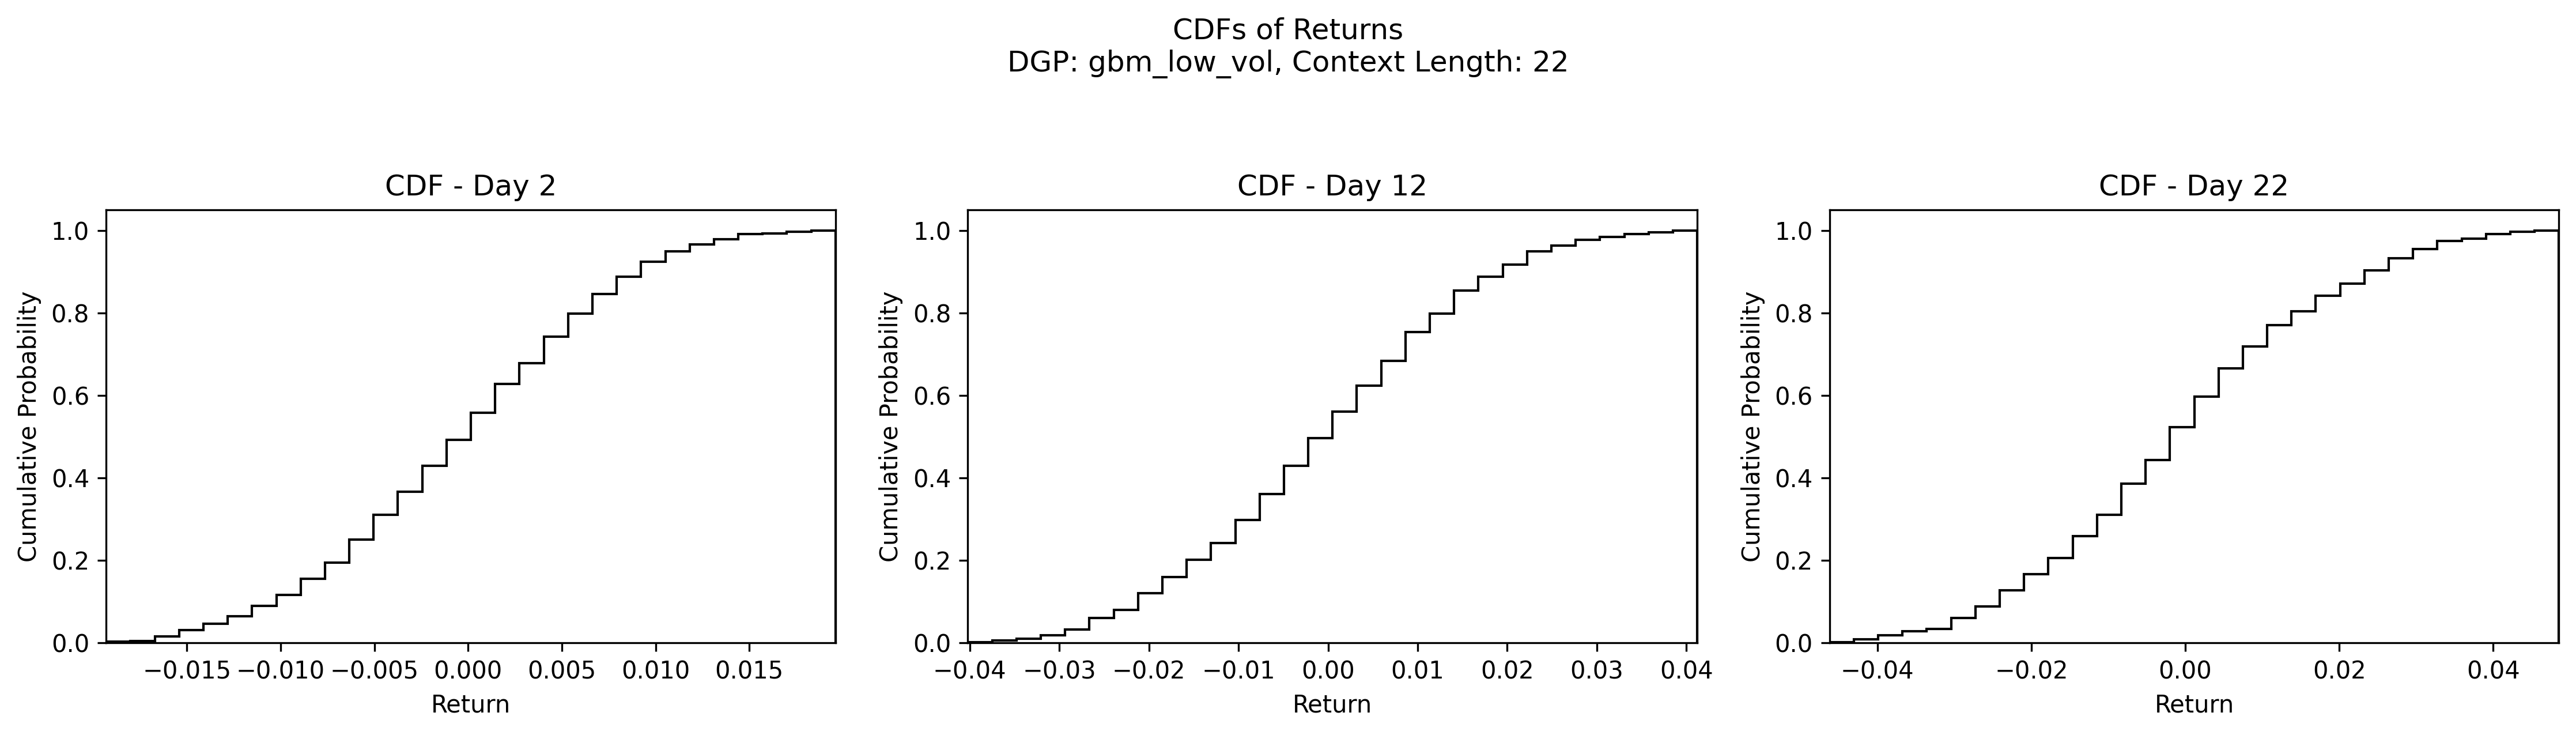 CDFs of Returns
DGP: gbm_low_vol, Context Length: 22
CDF - Day 2
1.0
0.8
0.6
0.4
0.2
0.0
Cumulative Probability
−0.015 −0.010 −0.005 0.000 0.005 0.010 0.015
Return
CDF - Day 12
1.0
0.8
0.6
0.4
0.2
0.0
Cumulative Probability
−0.04 −0.03 −0.02 −0.01 0.00 0.01 0.02 0.03 0.04
Return
CDF - Day 22
1.0
0.8
0.6
0.4
0.2
0.0
Cumulative Probability
−0.04 −0.02 0.00 0.02 0.04
Return